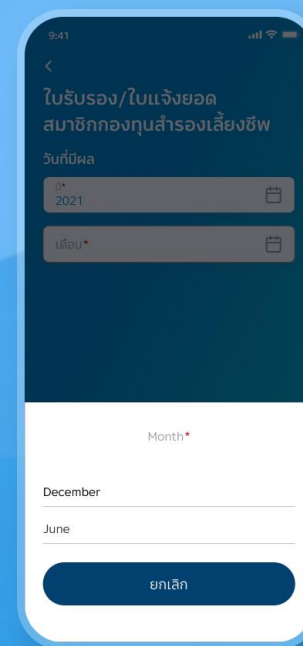 9:41
ใบรับรอง/ใบแจ้งยอด
สมาชิกกองทุนสำรองเลี้ยงชีพ
วันที่มีผล
ปี*
2021
เดือน*
Month*
December
June
ยกเลิก